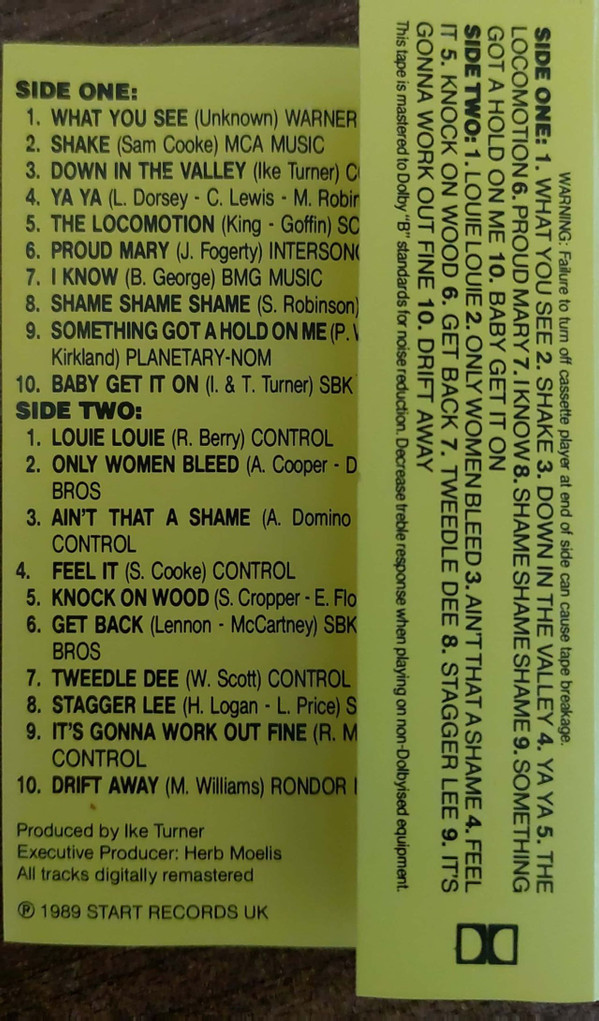 SIDE ONE:
1. WHAT YOU SEE (Unknown) WARNER
2. SHAKE (Sam Cooke) MCA MUSIC
3. DOWN IN THE VALLEY (Ike Turner)
4. YA YA (L. Dorsey - C. Lewis - M. Robin
5. THE LOCOMOTION (King - Goffin) SC
6. PROUD MARY (J. Fogerty) INTERSONG
7. I KNOW (B. George) BMG MUSIC
8. SHAME SHAME SHAME (S. Robinson)
9. SOMETHING GOT A HOLD ON ME (P.
Kirkland) PLANETARY-NOM
10. BABY GET IT ON (I. & T. Turner) SBK
SIDE TWO:
1. LOUIE LOUIE (R. Berry) CONTROL
2. ONLY WOMEN BLEED (A. Cooper - D
BROS
3. AIN'T THAT A SHAME (A. Domino
CONTROL
4. FEEL IT (S. Cooke) CONTROL
5. KNOCK ON WOOD (S. Cropper - E. Flo
6. GET BACK (Lennon - McCartney) SBK
BROS
7. TWEEDLE DEE (W. Scott) CONTROL
8. STAGGER LEE (H. Logan - L. Price) S
9. IT'S GONNA WORK OUT FINE (R. M
CONTROL
10. DRIFT AWAY (M. Williams) RONDOR
Produced by Ike Turner
Executive Producer: Herb Moelis
All tracks digitally remastered
℗ 1989 START RECORDS UK
WARNING: Failure to turn off cassette player at end of side can cause tape breakage.
SIDE ONE: 1. WHAT YOU SEE 2. SHAKE 3. DOWN IN THE VALLEY 4. YA YA 5. THE
LOCOMOTION 6. PROUD MARY 7. I KNOW 8. SHAME SHAME SHAME 9. SOMETHING
GOT A HOLD ON ME 10. BABY GET IT ON
SIDE TWO: 1. LOUIE LOUIE 2. ONLY WOMEN BLEED 3. AIN'T THAT A SHAME 4. FEEL
IT 5. KNOCK ON WOOD 6. GET BACK 7. TWEEDLE DEE 8. STAGGER LEE 9. IT'S
GONNA WORK OUT FINE 10. DRIFT AWAY
This tape is mastered to Dolby "B" standards for noise reduction. Decrease treble response when playing on non-Dolbyised equipment.